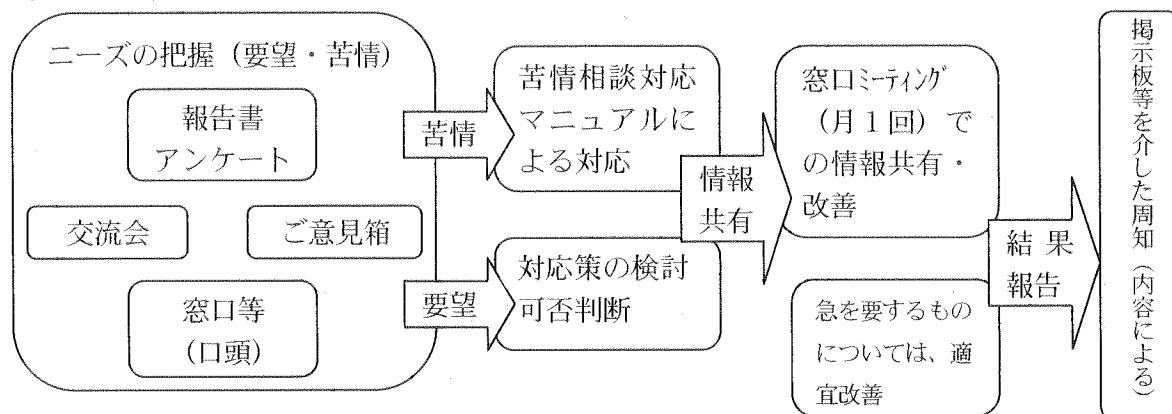 ニーズの把握(要望・苦情)
報告書
アンケート
交流会
ご意見箱
窓口等
(口頭)
苦情
要望
苦情相談対応
マニュアルに
よる対応
対応策の検討
可否判断
情報
共有
窓口ミーティング
(月1回)で
の情報共有・
改善
急を要するもの
については、適
宜改善
結果
報告
掲示板等を介した周知(内容による)